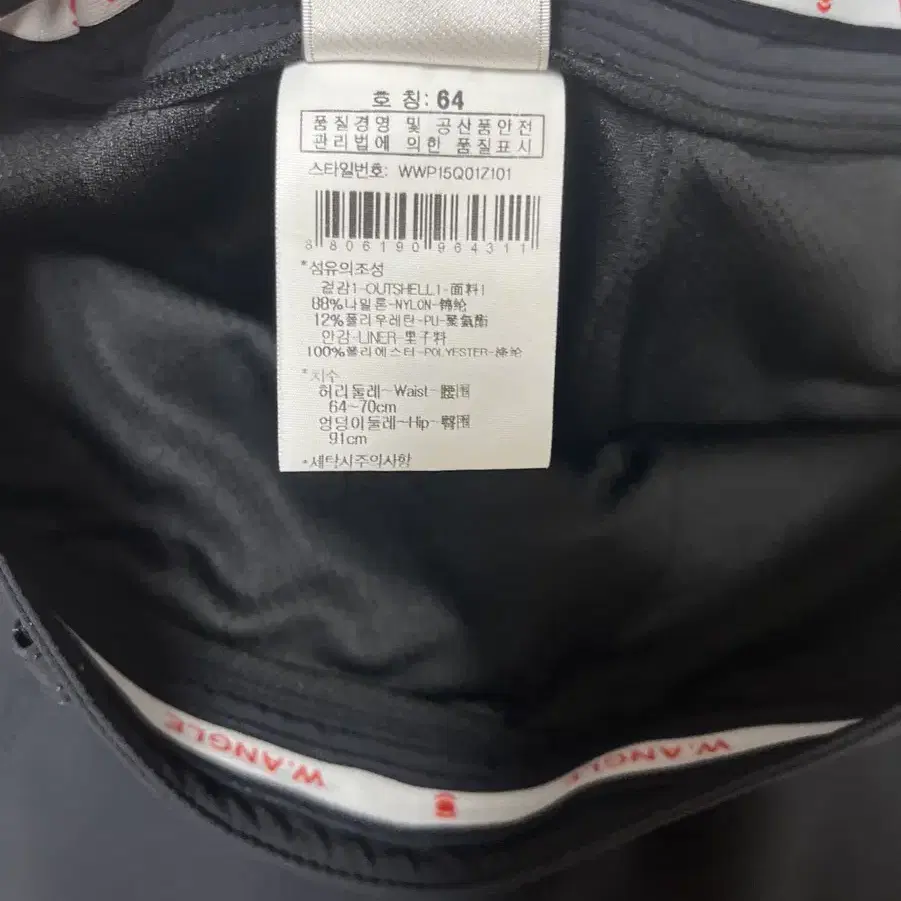 호 칭: 64
품질경영 및 공산품안전
관리법에 의한 품질표시
스타일번호: WWP15Q01Z101
8 806190 964311
*섬유의조성
겉감1-OUTSHELL1-面料1
88%나일론-NYLON-锦纶
12%폴리우레탄-PU-聚氨酯
안감-LINER-里子料
100%폴리에스터-POLYESTER-涤纶
*치수
허리둘레-Waist-腰围
64~70cm
엉덩이둘레-Hip-臀围
91cm
*세탁시주의사항
W.ANGLE
W.ANGLE